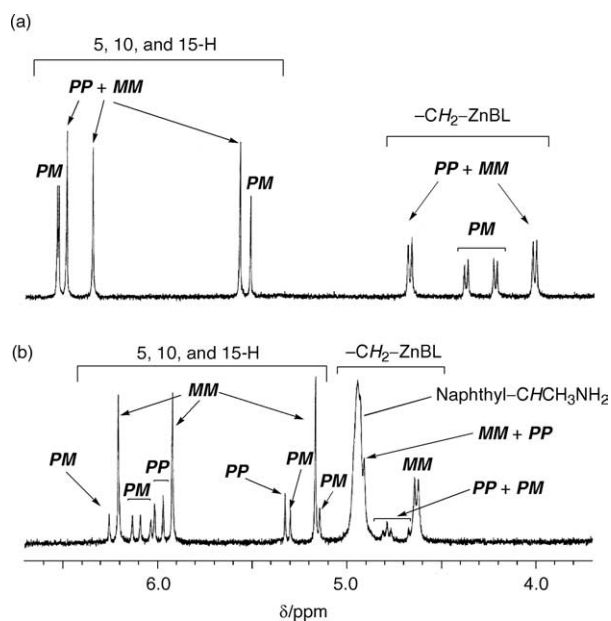 (a)
5, 10, and 15-H
PP + MM
–CH2–ZnBL
PP + MM
PM
PM
PM
(b)
5, 10, and 15-H
–CH2–ZnBL
MM
Naphthyl–CHCH3NH2
MM + PP
PM
PM
PP
PP
PM
PM
MM
PP + PM
6.0
5.0
4.0
δ/ppm